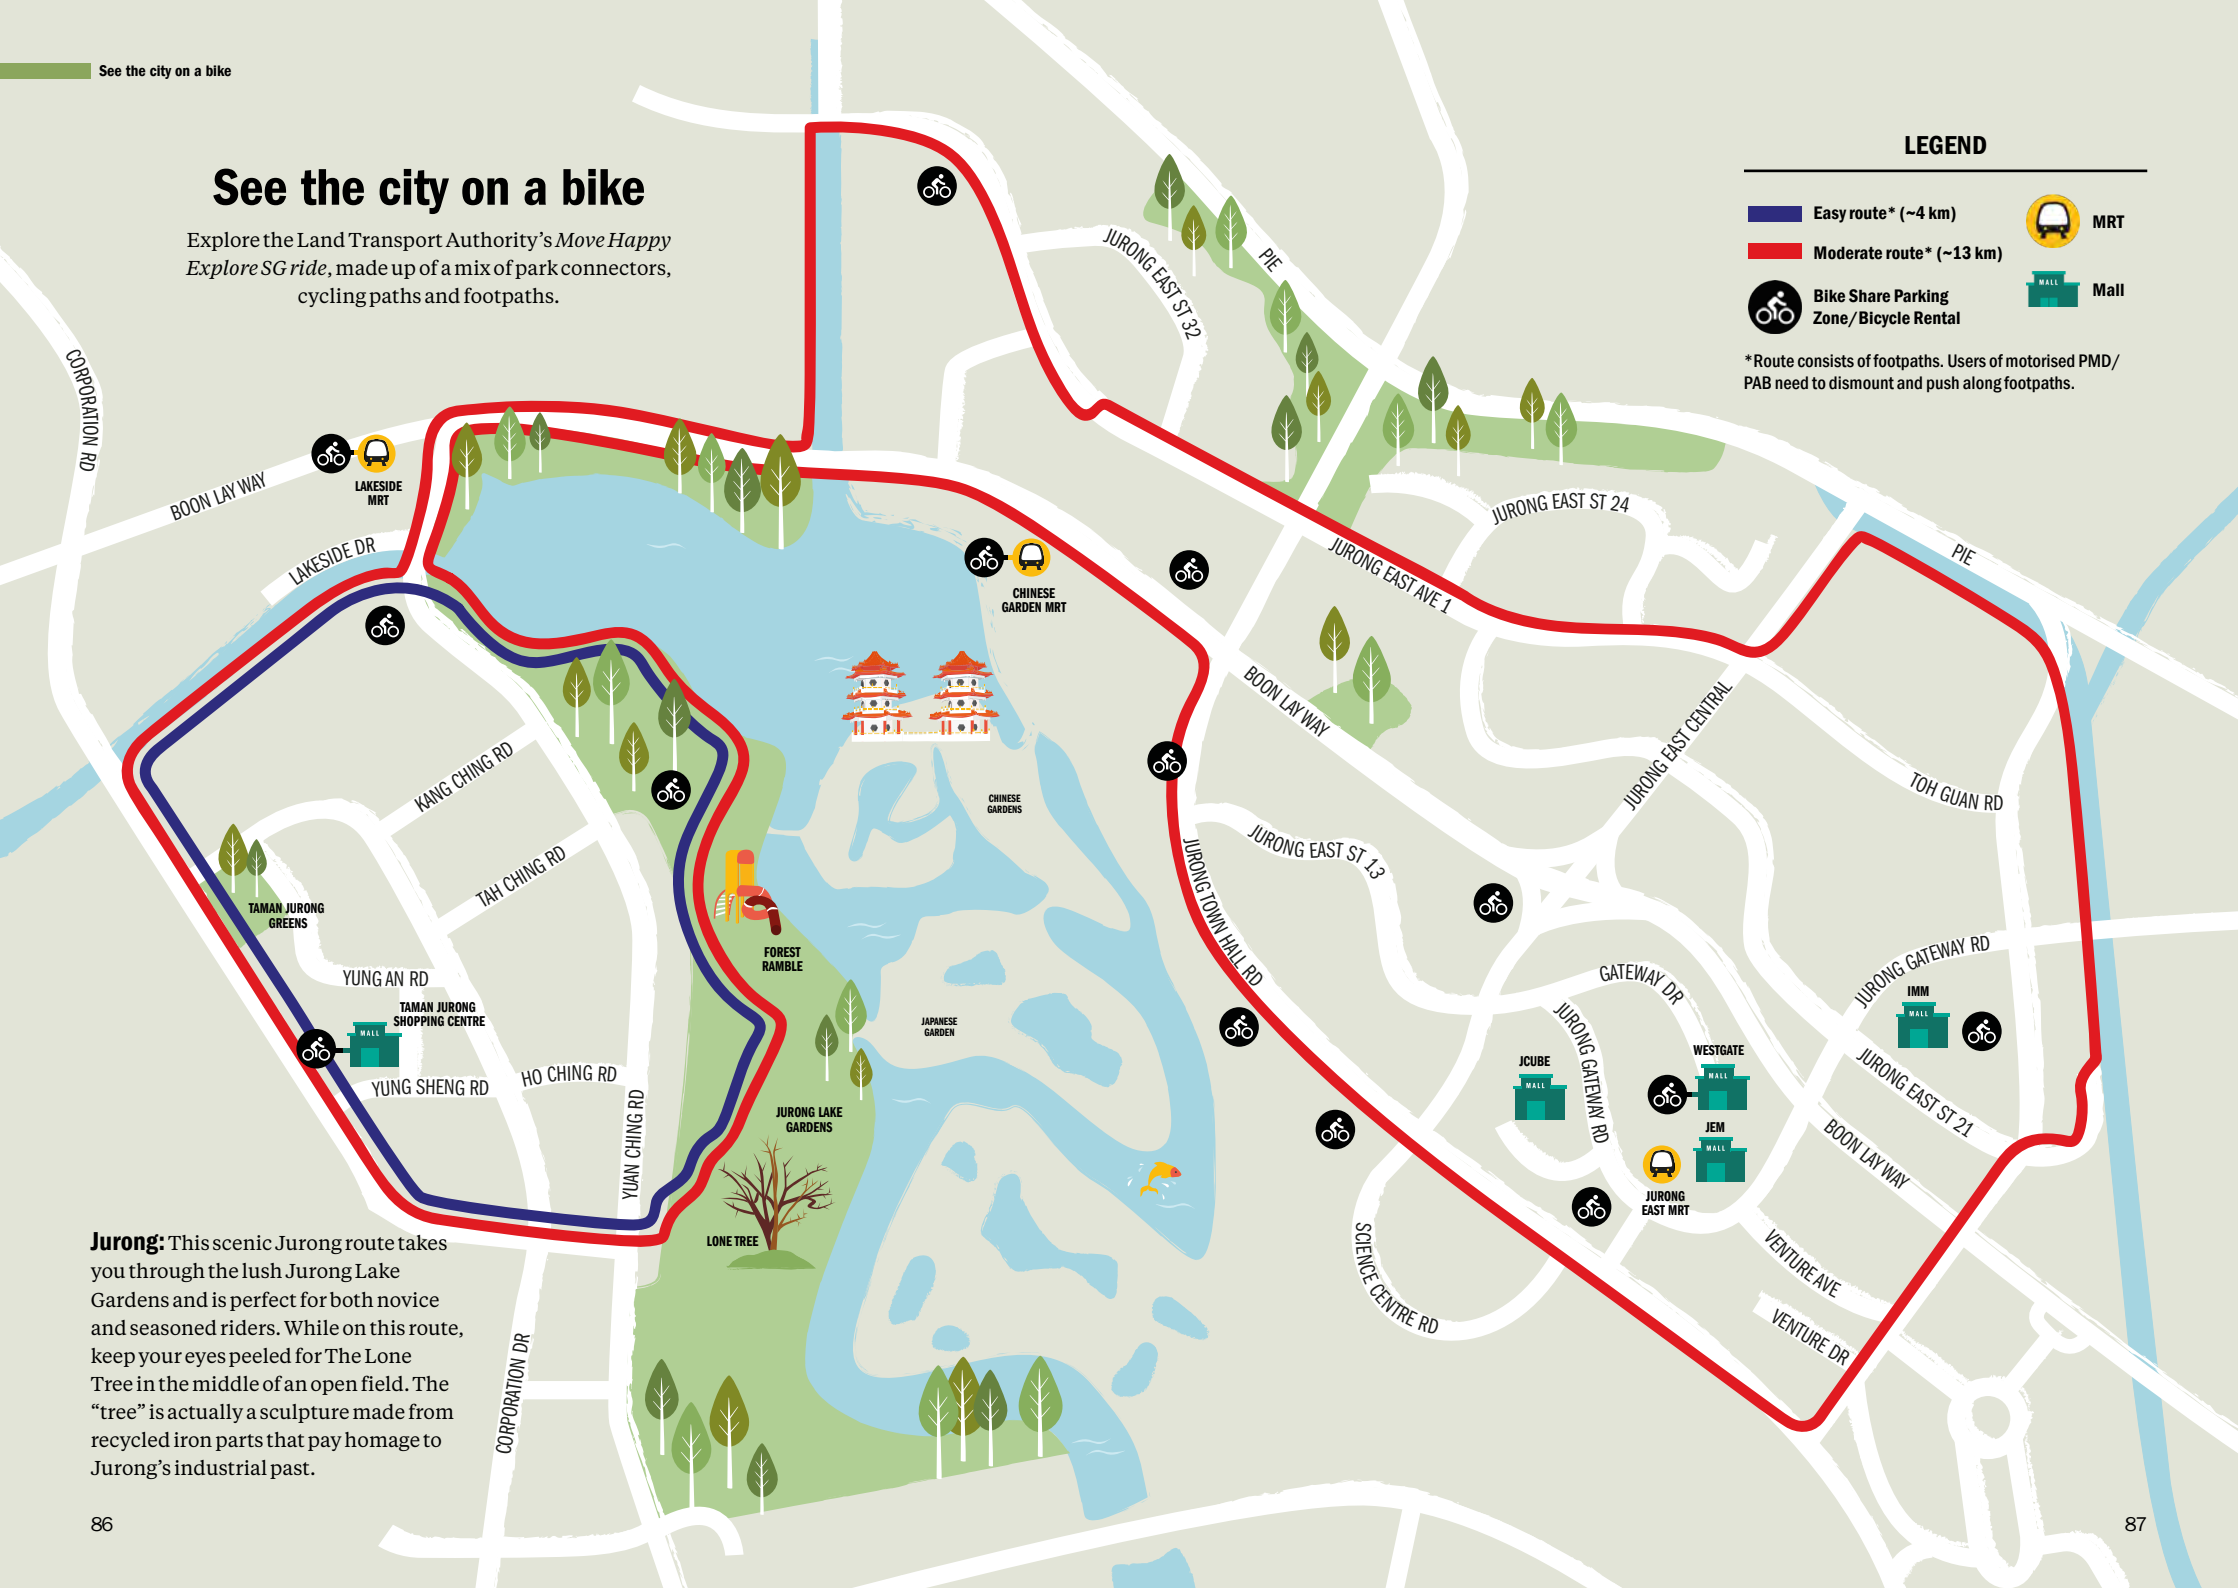 See the city on a bike
See the city on a bike
Explore the Land Transport Authority's Move Happy
Explore SG ride, made up of a mix of park connectors,
cycling paths and footpaths.
LEGEND
Easy route* (~4 km)
Moderate route* (~13 km)
Bike Share Parking
Zone/Bicycle Rental
MRT
MALL
Mall
*Route consists of footpaths. Users of motorised PMD/
PAB need to dismount and push along footpaths.
CORPORATION RD
BOON LAY WAY
LAKESIDE
MRT
LAKESIDE DR
JURONG EAST ST 32
PIE
JURONG EAST ST 24
PIE
JURONG EAST AVE 1
CHINESE
GARDEN MRT
BOON LAY WAY
JURONG EAST CENTRAL
TOH GUAN RD
KANG CHING RD
TAH CHING RD
CHINESE
GARDENS
JURONG EAST ST 13
JURONG TOWN HALL RD
TAMAN JURONG
GREENS
YUNG AN RD
TAMAN JURONG
SHOPPING CENTRE
MALL
YUNG SHENG RD
HO CHING RD
YUAN CHING RD
FOREST
RAMBLE
JAPANESE
GARDEN
JURONG LAKE
GARDENS
LONE TREE
GATEWAY DR
JURONG GATEWAY RD
JURONG GATEWAY RD
IMM
MALL
JCUBE
MALL
WESTGATE
MALL
JEM
MALL
JURONG
EAST MRT
JURONG EAST ST 21
BOON LAY WAY
VENTURE AVE
VENTURE DR
SCIENCE CENTRE RD
CORPORATION DR
Jurong: This scenic Jurong route takes
you through the lush Jurong Lake
Gardens and is perfect for both novice
and seasoned riders. While on this route,
keep your eyes peeled for The Lone
Tree in the middle of an open field. The
“tree” is actually a sculpture made from
recycled iron parts that pay homage to
Jurong's industrial past.
86
87